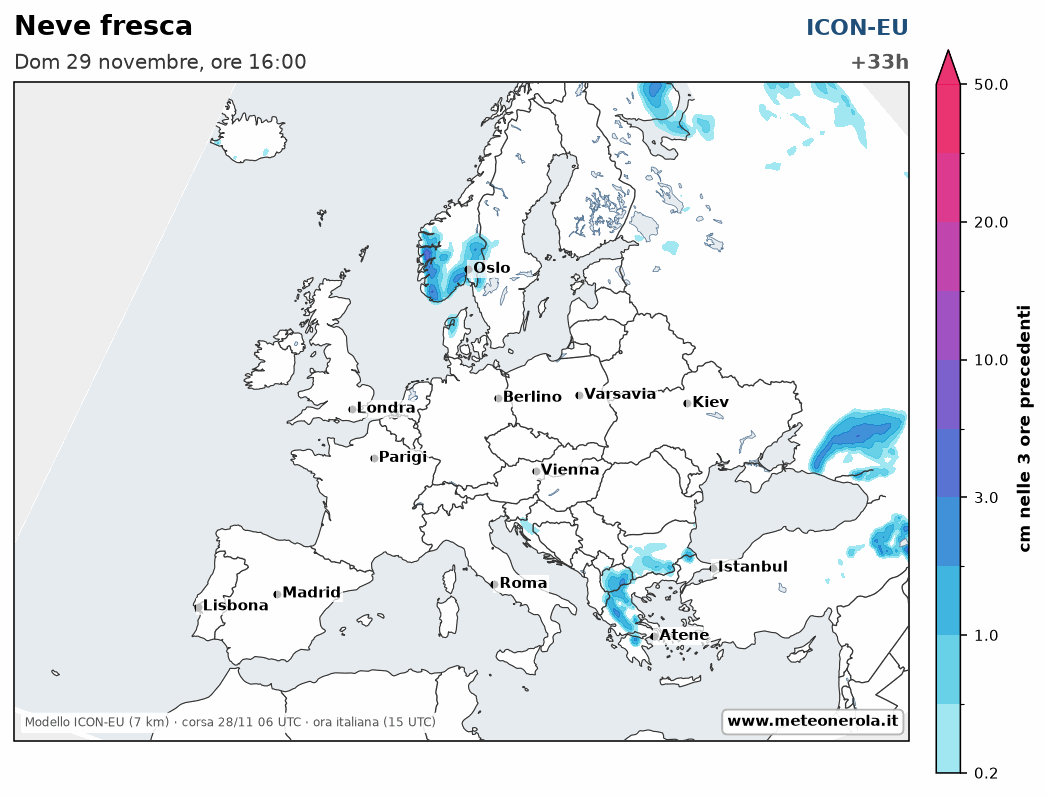 Neve fresca
ICON-EU
Dom 29 novembre, ore 16:00
+33h
50.0
20.0
10.0
3.0
1.0
0.2
cm nelle 3 ore precedenti
Oslo
Berlino
Varsavia
Kiev
Londra
Parigi
Vienna
Istanbul
Roma
Madrid
Lisbona
Atene
Modello ICON-EU (7 km) · corsa 28/11 06 UTC · ora italiana (15 UTC)
www.meteonerola.it